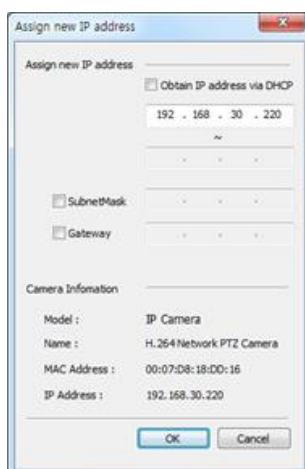 Assign new IP address
Assign new IP address
Obtain IP address via DHCP
192 . 168 . 30 . 220
~
. . .
SubnetMask . . .
Gateway . . .
Camera Infomation
Model : IP Camera
Name : H.264 Network PTZ Camera
MAC Address : 00:07:D8:18:DD:16
IP Address : 192.168.30.220
OK Cancel